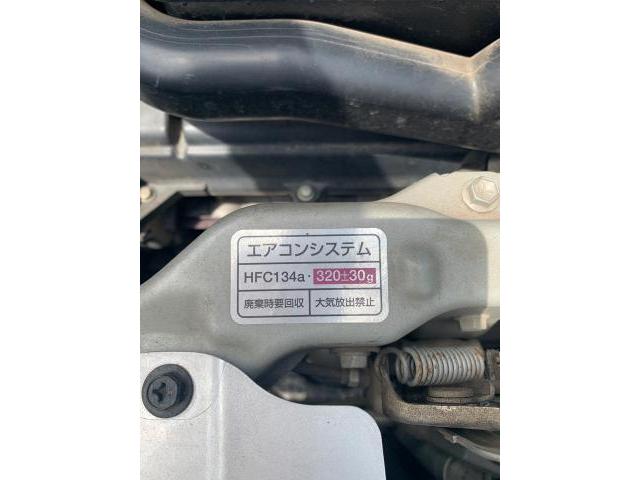 エアコンシステム
HFC134a・320±30g
廃棄時要回収 大気放出禁止